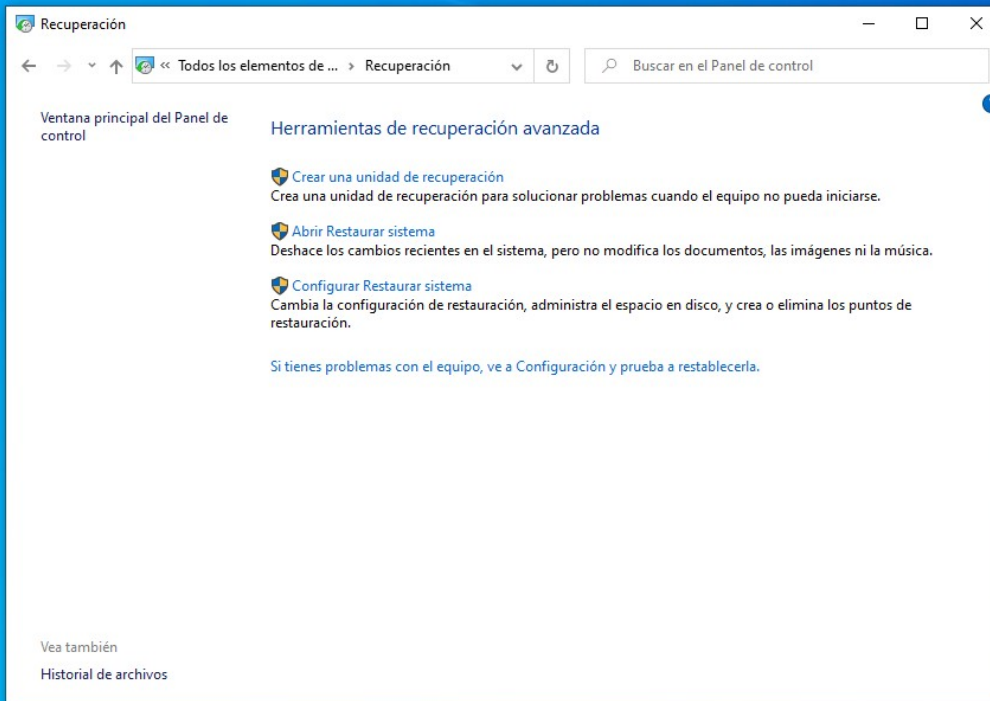 Recuperación
« Todos los elementos de ... › Recuperación
Buscar en el Panel de control
Ventana principal del Panel de
control
Herramientas de recuperación avanzada
Crear una unidad de recuperación
Crea una unidad de recuperación para solucionar problemas cuando el equipo no pueda iniciarse.
Abrir Restaurar sistema
Deshace los cambios recientes en el sistema, pero no modifica los documentos, las imágenes ni la música.
Configurar Restaurar sistema
Cambia la configuración de restauración, administra el espacio en disco, y crea o elimina los puntos de
restauración.
Si tienes problemas con el equipo, ve a Configuración y prueba a restablecerla.
Vea también
Historial de archivos